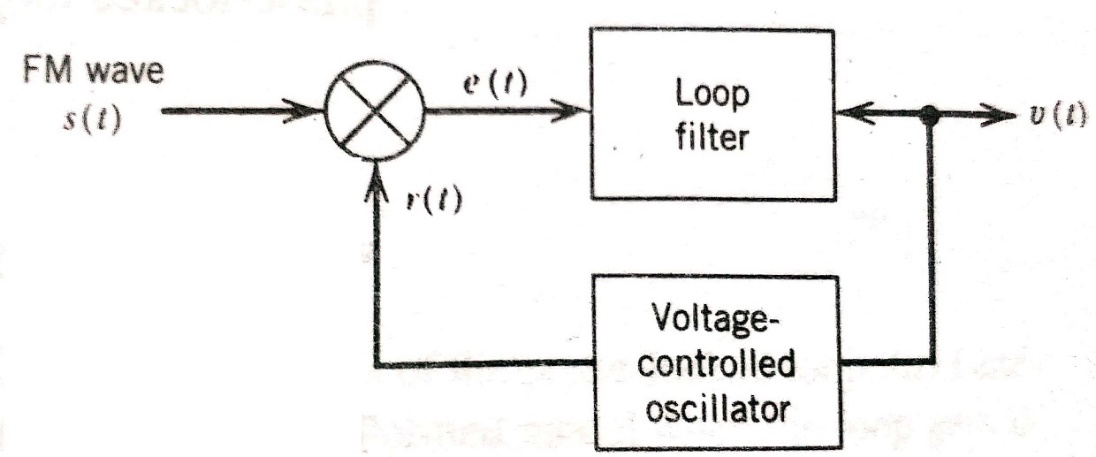 FM wave
s(t)
e(t)
Loop
filter
v(t)
r(t)
Voltage-
controlled
oscillator